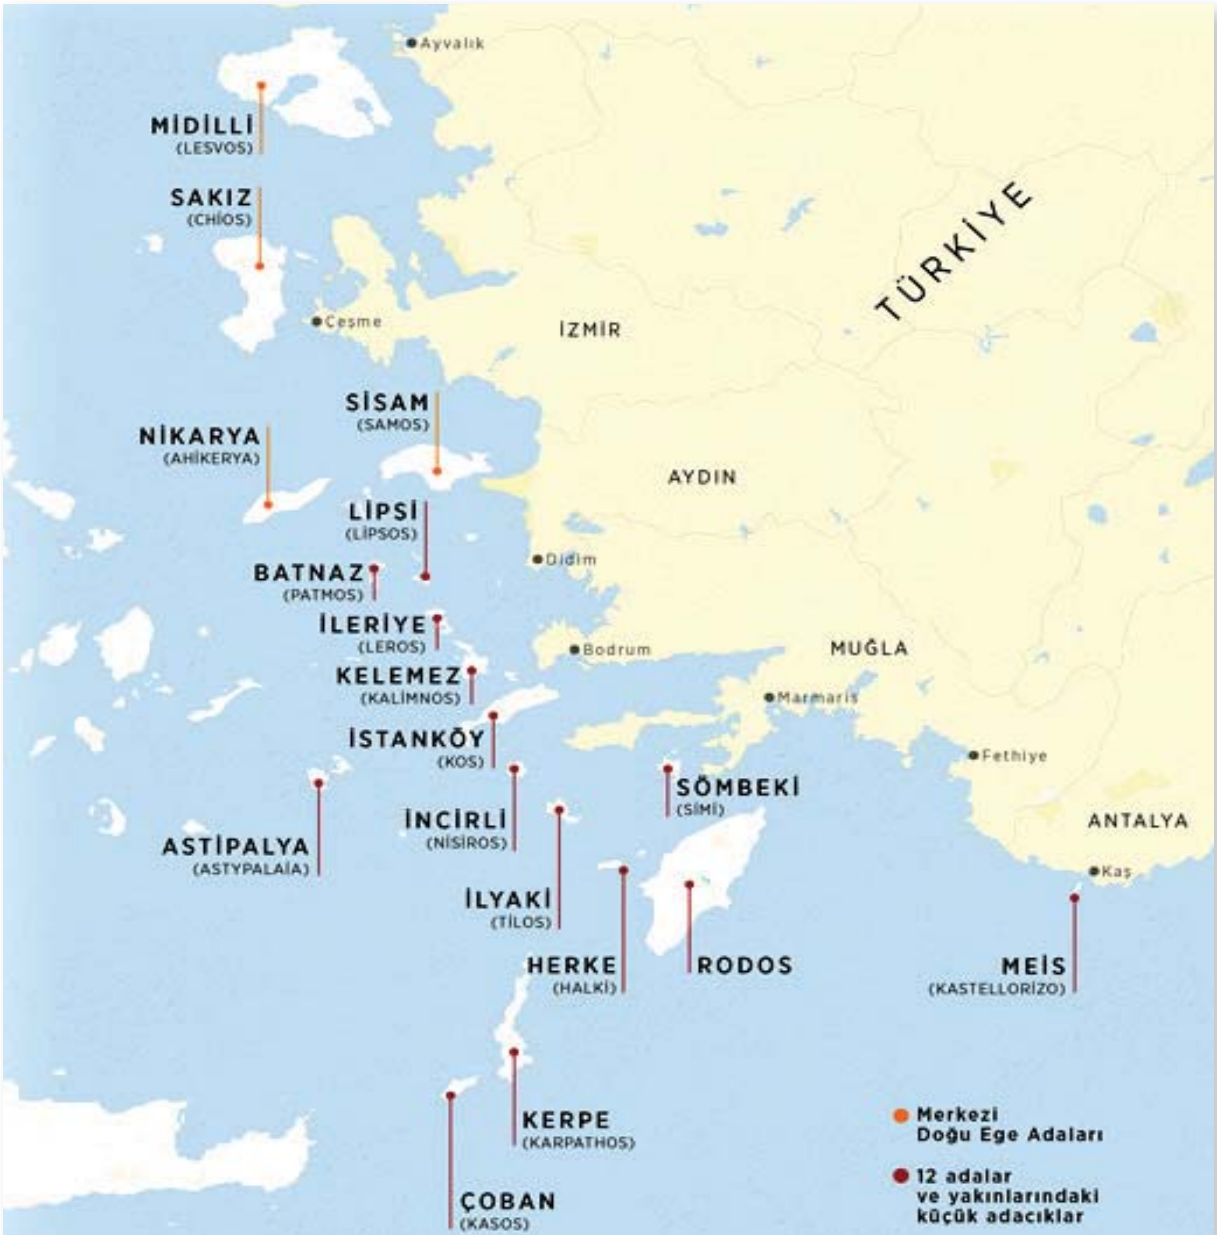 Ayvalık
MİDİLLİ
(LESVOS)
SAKIZ
(CHİOS)
TÜRKİYE
Çeşme
İZMİR
SİSAM
(SAMOS)
NİKARYA
(AHİKERYA)
AYDIN
LİPSİ
(LİPSOS)
Didim
BATNAZ
(PATMOS)
İLERİYE
(LEROS)
Bodrum
MUĞLA
KELEMEZ
(KALİMNOS)
Marmaris
İSTANKÖY
(KOS)
Fethiye
SÖMBEKİ
(SİMİ)
İNCİRLİ
(NİSİROS)
ANTALYA
ASTİPALYA
(ASTYPALAİA)
Kaş
İLYAKİ
(TİLOS)
HERKE
(HALKİ)
RODOS
MEİS
(KASTELLORİZO)
KERPE
(KARPATHOS)
ÇOBAN
(KASOS)
Merkezi
Doğu Ege Adaları
12 adalar
ve yakınlarındaki
küçük adacıklar